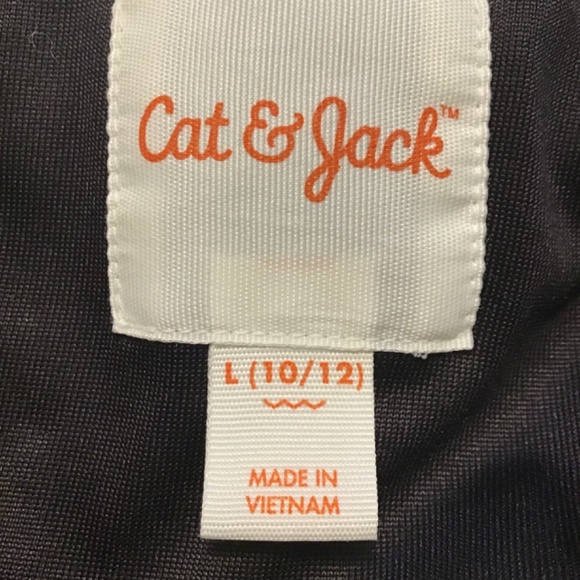 Cat & Jack™
L (10/12)
MADE IN
VIETNAM